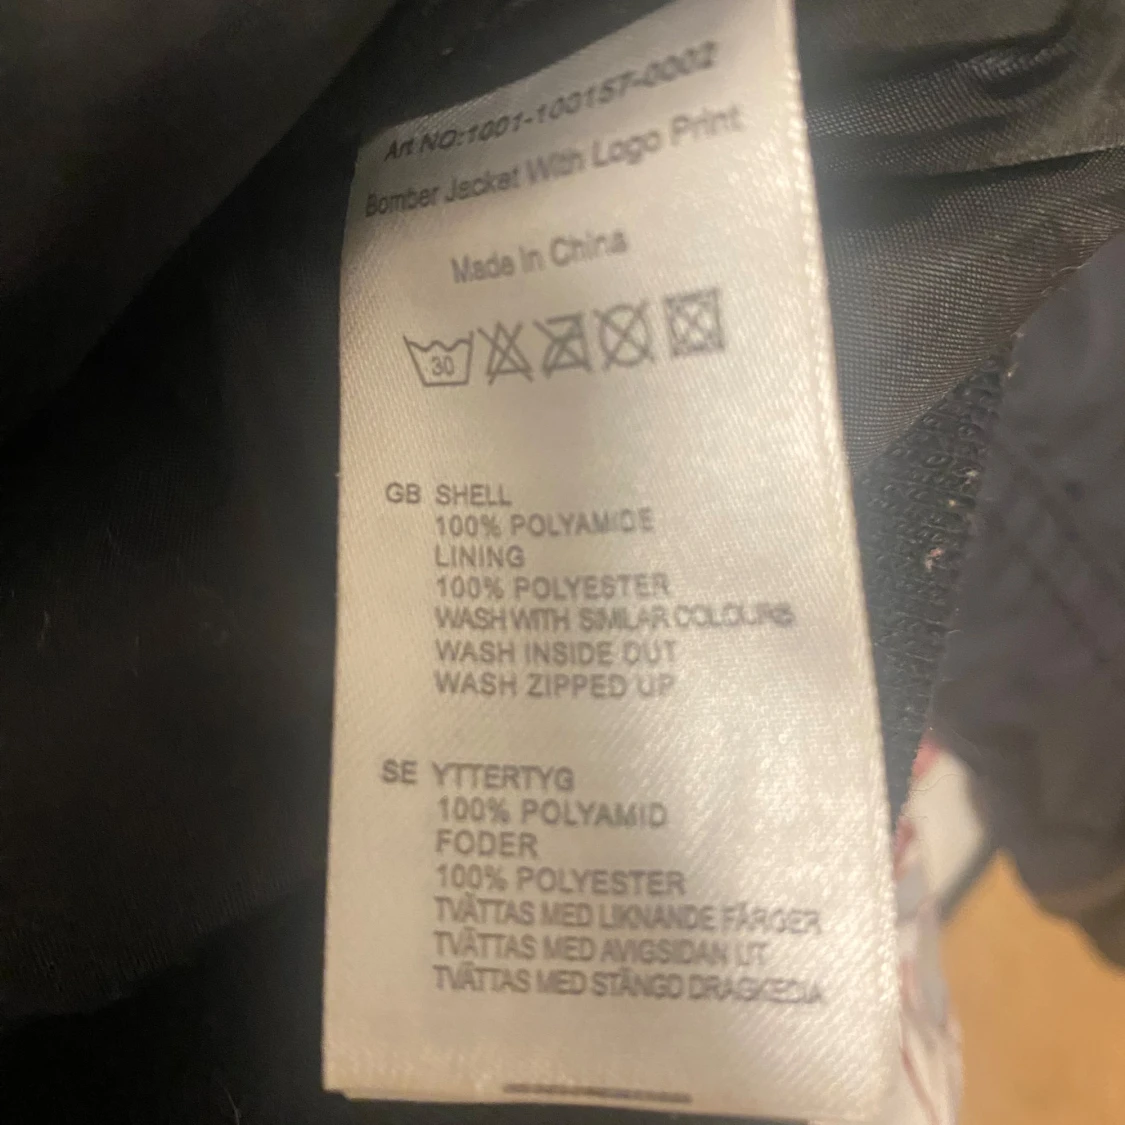 Art NO:1001-100157-0002
Bomber Jacket With Logo Print
Made In China
30
GB SHELL
100% POLYAMIDE
LINING
100% POLYESTER
WASH WITH SIMILAR COLOURS
WASH INSIDE OUT
WASH ZIPPED UP
SE YTTERTYG
100% POLYAMID
FODER
100% POLYESTER
TVÄTTAS MED LIKNANDE FÄRGER
TVÄTTAS MED AVIGSIDAN UT
TVÄTTAS MED STÄNGD DRAGKEDJA